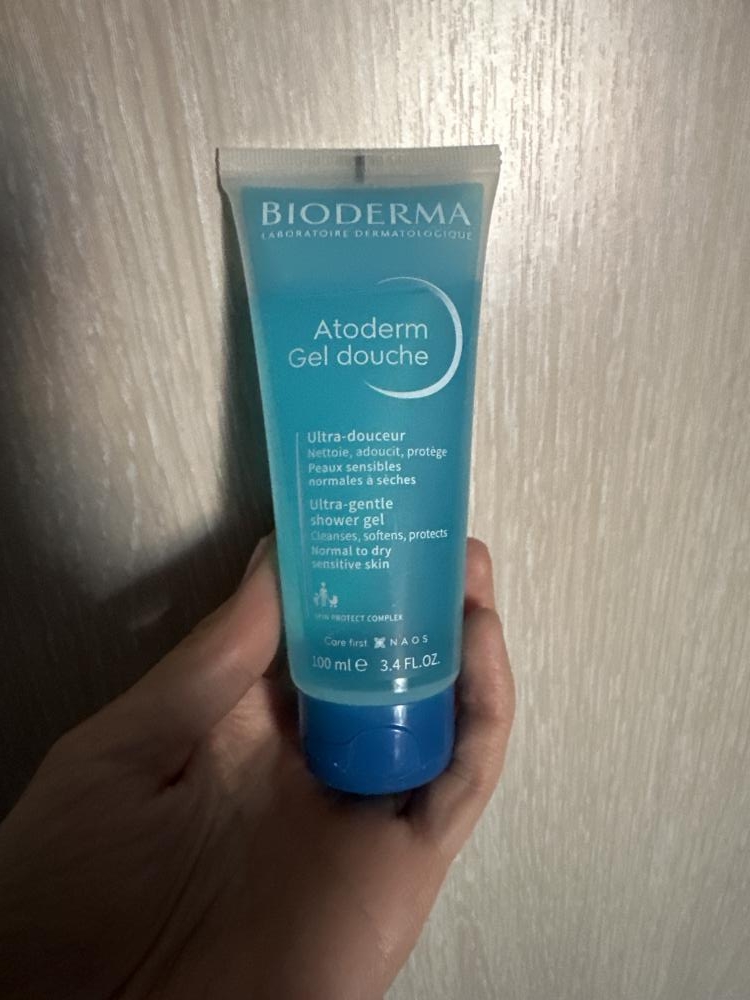 BIODERMA
LABORATOIRE DERMATOLOGIQUE
Atoderm
Gel douche
Ultra-douceur
Nettoie, adoucit, protège
Peaux sensibles
normales à sèches
Ultra-gentle
shower gel
Cleanses, softens, protects
Normal to dry
sensitive skin
SKIN PROTECT COMPLEX
Care first NAOS
100 ml ℮ 3.4 FL.OZ.